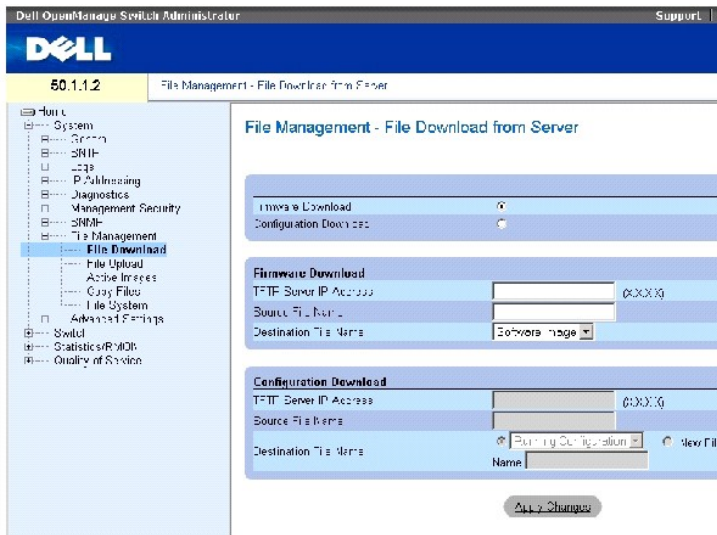 Dell OpenManage Switch Administrator
Support
DELL
50.1.1.2
File Management - File Download from Server
Home
System
General
SNTP
Logs
IP Addressing
Diagnostics
Management Security
SNMP
File Management
File Download
File Upload
Active Images
Copy Files
File System
Advanced Settings
Switch
Statistics/RMON
Quality of Service
File Management - File Download from Server
Firmware Download
Configuration Download
Firmware Download
TFTP Server IP Address
(X.X.X.X)
Source File Name
Destination File Name
Software Image
Configuration Download
TFTP Server IP Address
(X.X.X.X)
Source File Name
Destination File Name
Running Configuration
New Fil
Name
Apply Changes